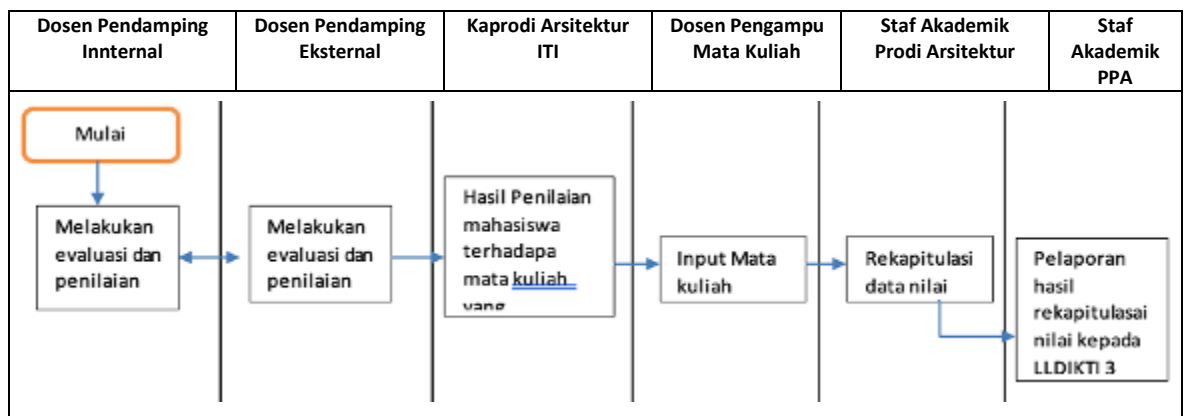 Dosen Pendamping
Innternal
Dosen Pendamping
Eksternal
Kaprodi Arsitektur
ITI
Dosen Pengampu
Mata Kuliah
Staf Akademik
Prodi Arsitektur
Staf
Akademik
PPA
Mulai
Melakukan
evaluasi dan
penilaian
Melakukan
evaluasi dan
penilaian
Hasil Penilaian
mahasiswa
terhadapa
mata kuliah
yang
Input Mata
kuliah
Rekapitulasi
data nilai
Pelaporan
hasil
rekapitulasai
nilai kepada
LLDIKTI 3